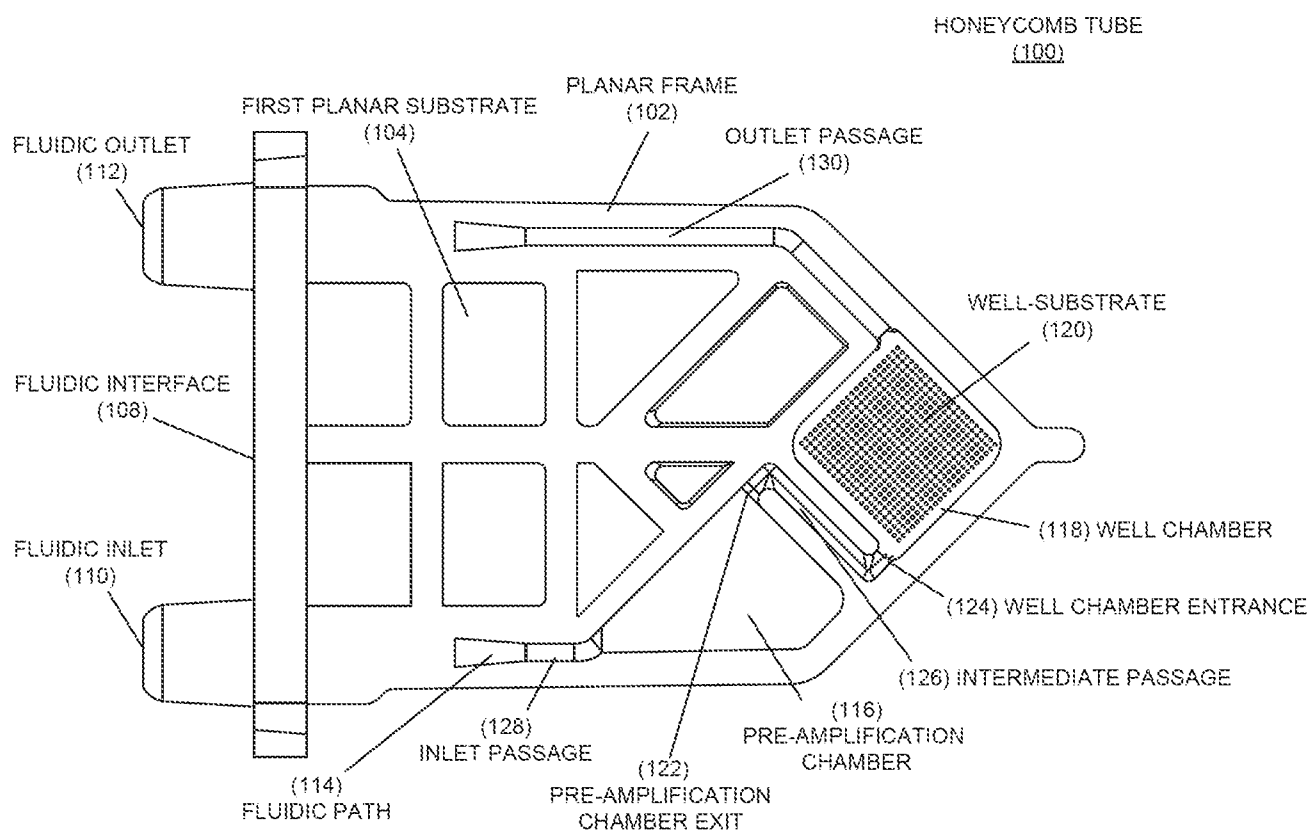 HONEYCOMB TUBE
(100)
PLANAR FRAME
(102)
FIRST PLANAR SUBSTRATE
(104)
OUTLET PASSAGE
(130)
FLUIDIC OUTLET
(112)
WELL-SUBSTRATE
(120)
FLUIDIC INTERFACE
(108)
(118) WELL CHAMBER
FLUIDIC INLET
(110)
(124) WELL CHAMBER ENTRANCE
(126) INTERMEDIATE PASSAGE
(128)
INLET PASSAGE
(116)
PRE-AMPLIFICATION
CHAMBER
(114)
FLUIDIC PATH
(122)
PRE-AMPLIFICATION
CHAMBER EXIT